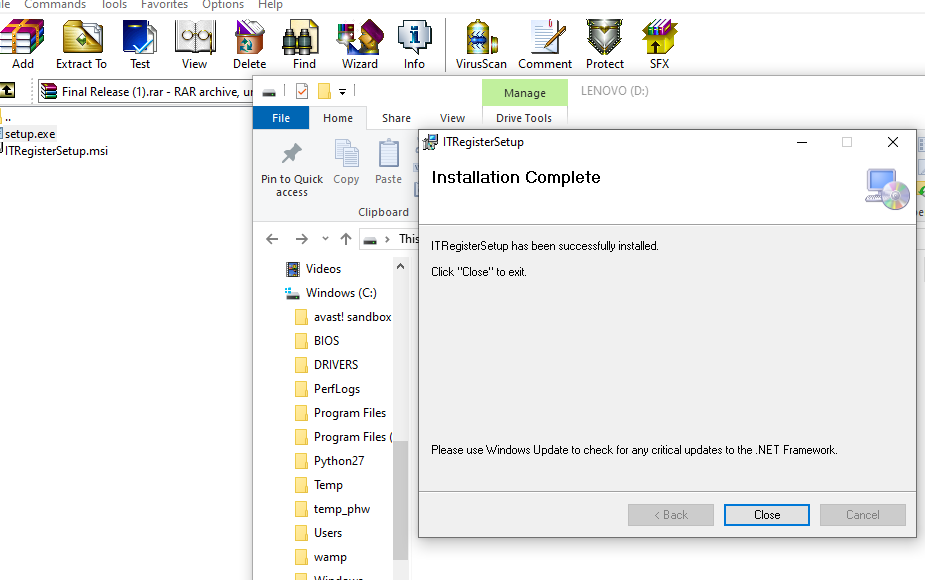 Commands Tools Favorites Options Help
Add Extract To Test View Delete Find Wizard Info VirusScan Comment Protect SFX
Final Release (1).rar - RAR archive, u
..
setup.exe
ITRegisterSetup.msi
Manage LENOVO (D:)
File Home Share View Drive Tools
Pin to Quick access
Copy
Paste
Clipboard
This
Videos
Windows (C:)
avast! sandbox
BIOS
DRIVERS
PerfLogs
Program Files
Program Files (
Python27
Temp
temp_phw
Users
wamp
Windows
ITRegisterSetup
Installation Complete
ITRegisterSetup has been successfully installed.
Click "Close" to exit.
Please use Windows Update to check for any critical updates to the .NET Framework.
< Back Close Cancel